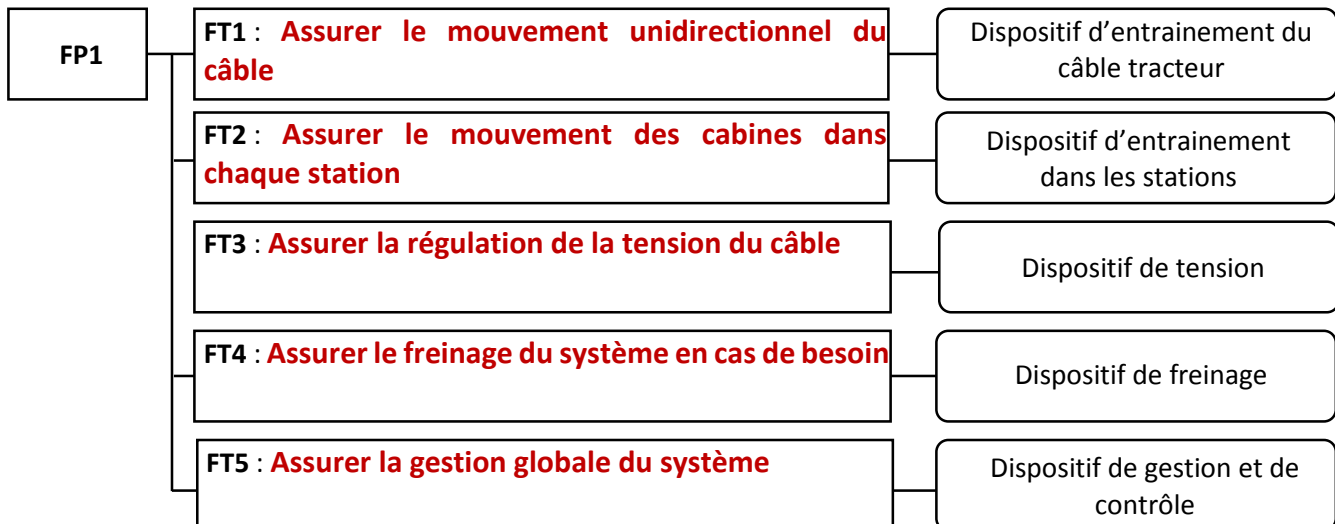 FP1
FT1 : Assurer le mouvement unidirectionnel du
câble
Dispositif d’entrainement du
câble tracteur
FT2 : Assurer le mouvement des cabines dans
chaque station
Dispositif d’entrainement
dans les stations
FT3 : Assurer la régulation de la tension du câble
Dispositif de tension
FT4 : Assurer le freinage du système en cas de besoin
Dispositif de freinage
FT5 : Assurer la gestion globale du système
Dispositif de gestion et de
contrôle